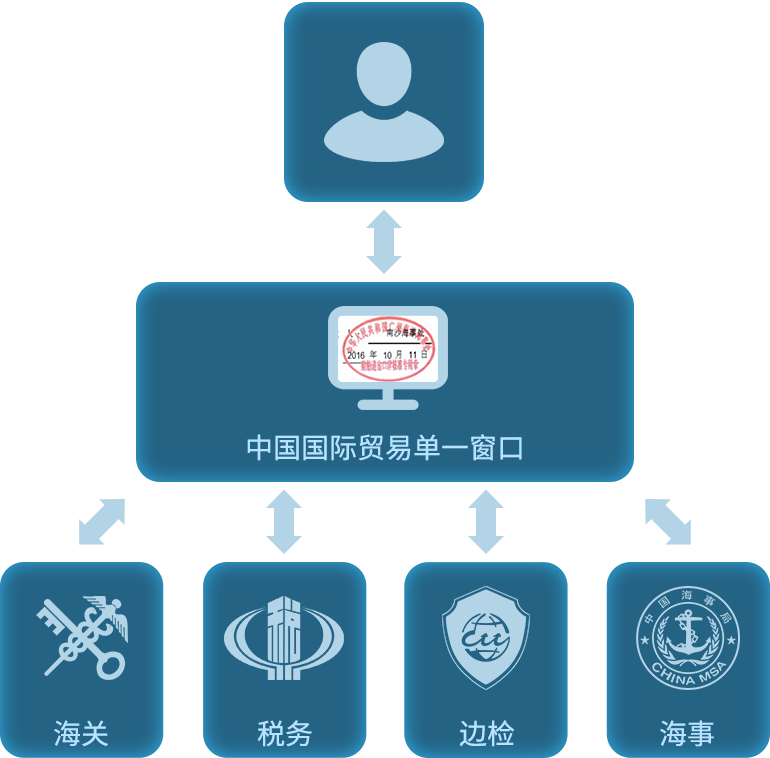 南沙海事处
2016 年 10 月 11 日
中国国际贸易单一窗口
中国海事局
CHINA MSA
海关
税务
边检
海事